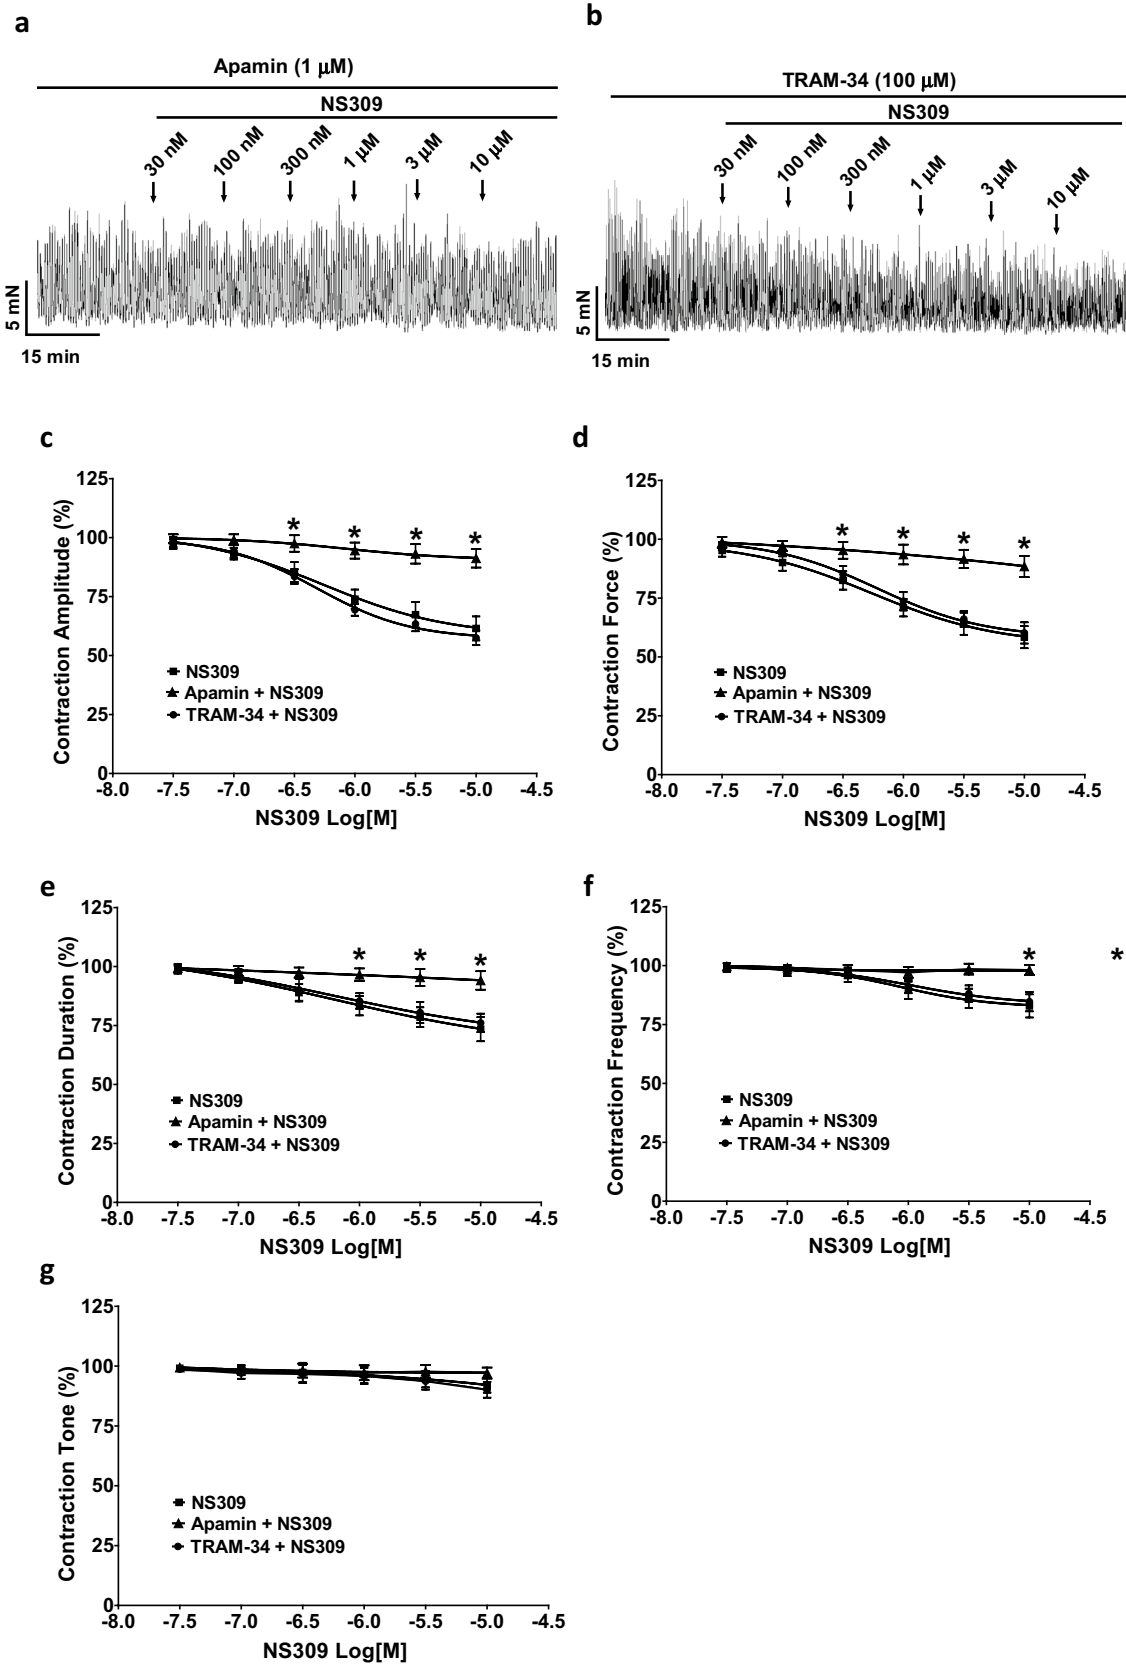 a
Apamin (1 μM)
NS309
30 nM
100 nM
300 nM
1 μM
3 μM
10 μM
5 mN
15 min
b
TRAM-34 (100 μM)
NS309
30 nM
100 nM
300 nM
1 μM
3 μM
10 μM
5 mN
15 min
c
Contraction Amplitude (%)
125
100
75
50
25
0
* * * *
NS309
Apamin + NS309
TRAM-34 + NS309
-8.0 -7.5 -7.0 -6.5 -6.0 -5.5 -5.0 -4.5
NS309 Log[M]
d
Contraction Force (%)
125
100
75
50
25
0
* * * *
NS309
Apamin + NS309
TRAM-34 + NS309
-8.0 -7.5 -7.0 -6.5 -6.0 -5.5 -5.0 -4.5
NS309 Log[M]
e
Contraction Duration (%)
125
100
75
50
25
0
* * *
NS309
Apamin + NS309
TRAM-34 + NS309
-8.0 -7.5 -7.0 -6.5 -6.0 -5.5 -5.0 -4.5
NS309 Log[M]
f
Contraction Frequency (%)
125
100
75
50
25
0
* *
NS309
Apamin + NS309
TRAM-34 + NS309
-8.0 -7.5 -7.0 -6.5 -6.0 -5.5 -5.0 -4.5
NS309 Log[M]
g
Contraction Tone (%)
125
100
75
50
25
0
NS309
Apamin + NS309
TRAM-34 + NS309
-8.0 -7.5 -7.0 -6.5 -6.0 -5.5 -5.0 -4.5
NS309 Log[M]